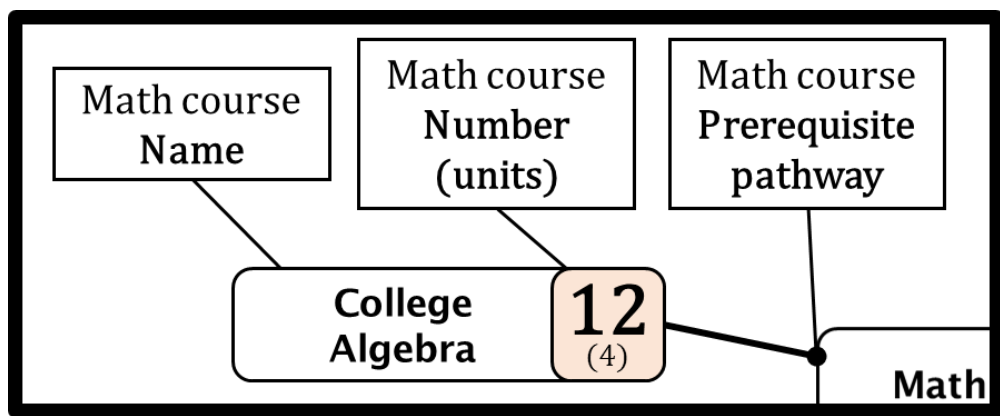 Math course
Name
Math course
Number
(units)
Math course
Prerequisite
pathway
College
Algebra
12
(4)
Math